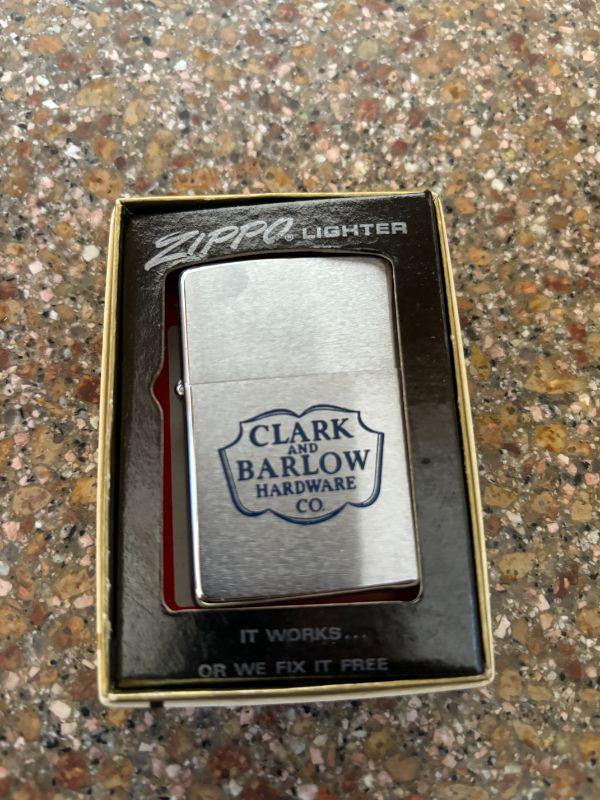 ZIPPO® LIGHTER
CLARK
AND
BARLOW
HARDWARE
CO.
IT WORKS...
OR WE FIX IT FREE